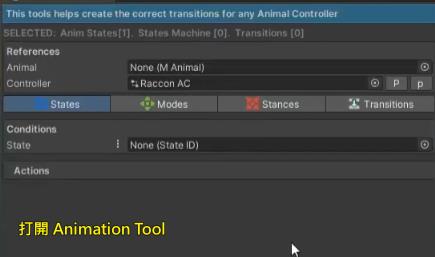 This tools helps create the correct transitions for any Animal Controller
SELECTED: Anim States[1]. States Machine [0]. Transitions [0]
References
Animal None (M Animal)
Controller Raccon AC P p
States Modes Stances Transitions
Conditions
State None (State ID)
Actions
打開 Animation Tool